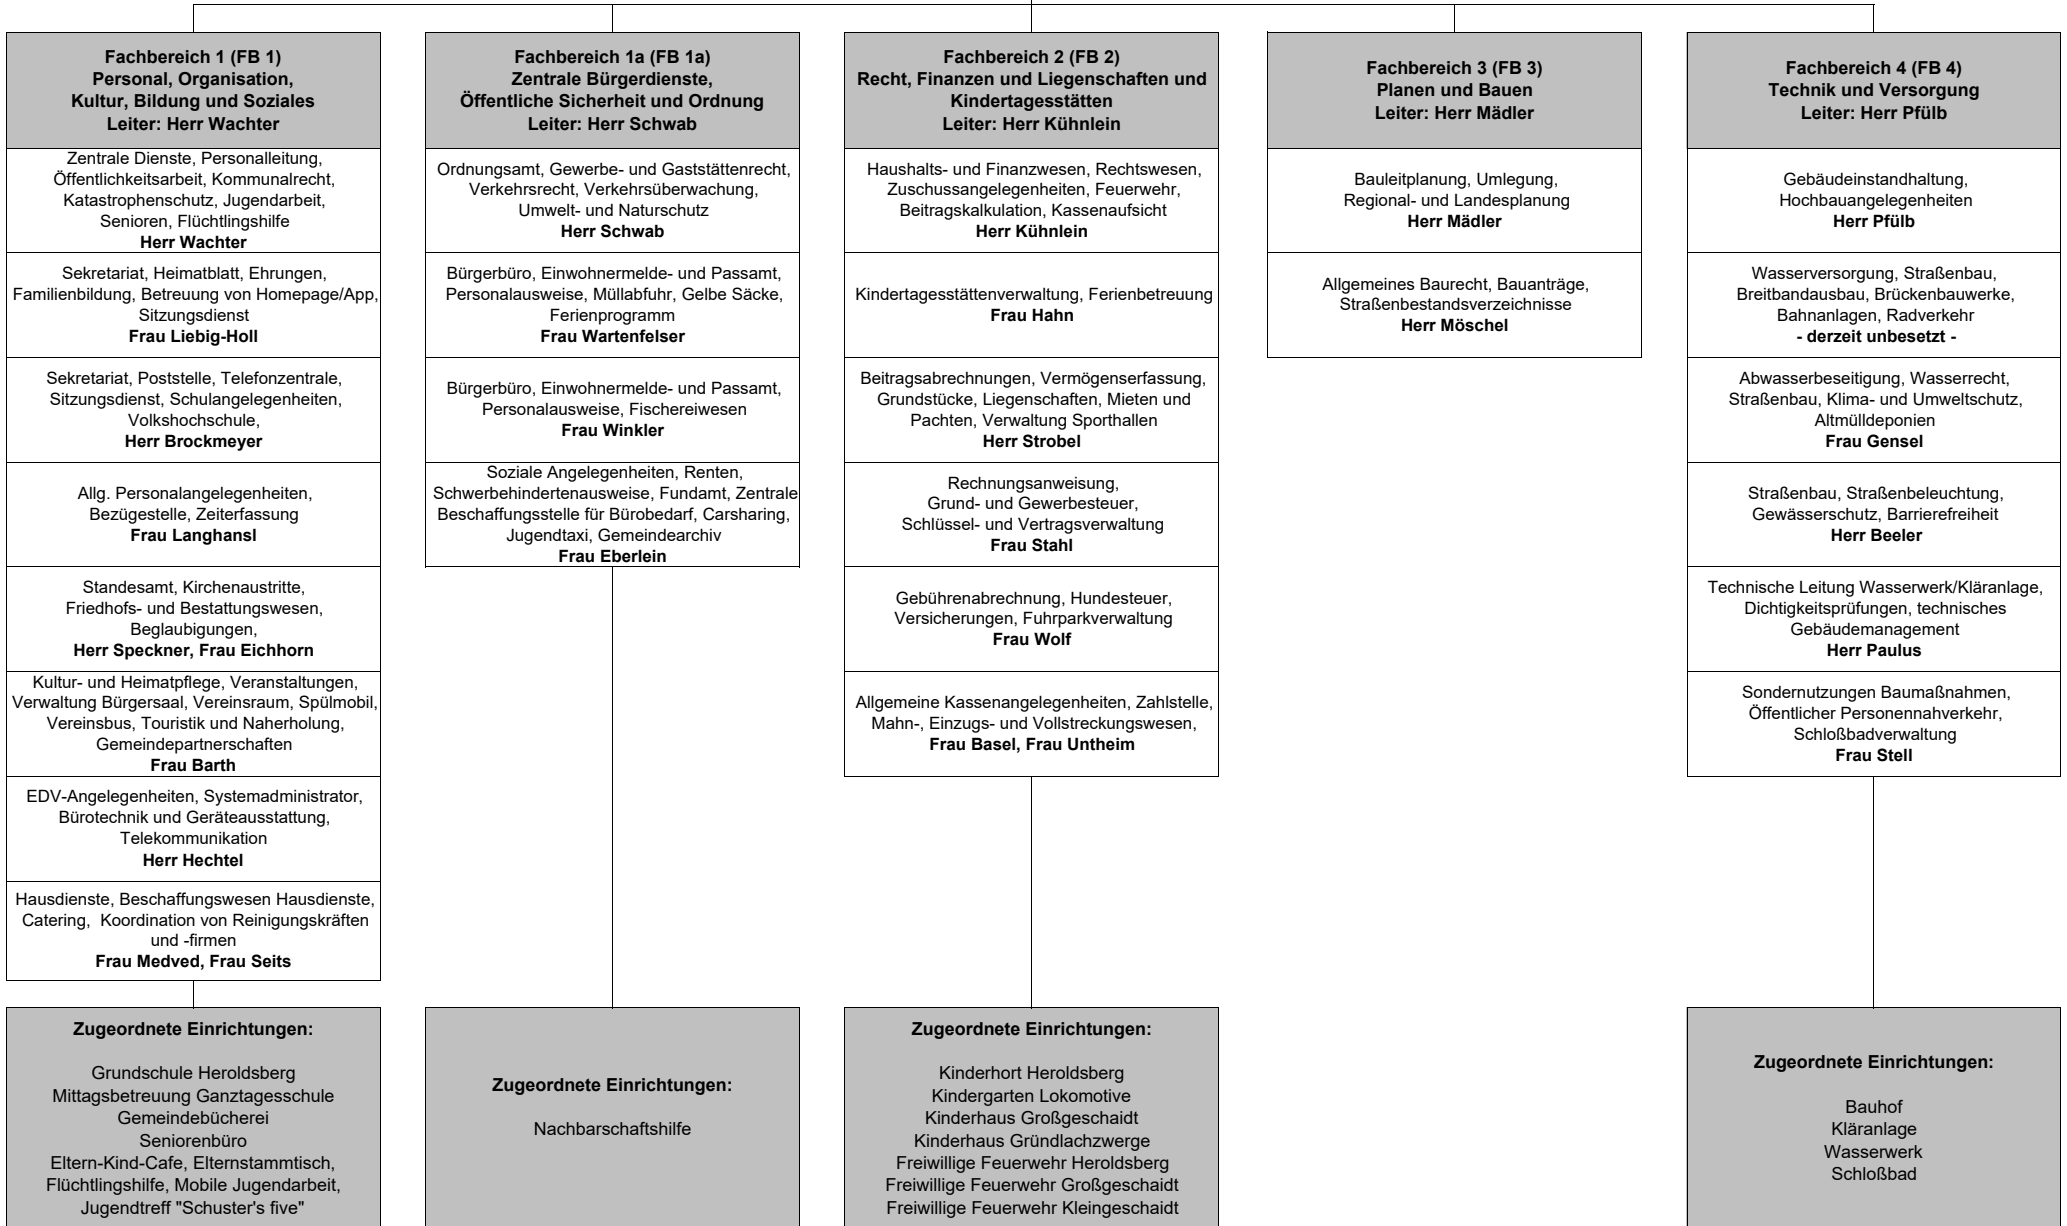 Fachbereich 1 (FB 1)
Personal, Organisation,
Kultur, Bildung und Soziales
Leiter: Herr Wachter
Zentrale Dienste, Personalleitung,
Öffentlichkeitsarbeit, Kommunalrecht,
Katastrophenschutz, Jugendarbeit,
Senioren, Flüchtlingshilfe
Herr Wachter
Sekretariat, Heimatblatt, Ehrungen,
Familienbildung, Betreuung von Homepage/App,
Sitzungsdienst
Frau Liebig-Holl
Sekretariat, Poststelle, Telefonzentrale,
Sitzungsdienst, Schulangelegenheiten,
Volkshochschule,
Herr Brockmeyer
Allg. Personalangelegenheiten,
Bezügestelle, Zeiterfassung
Frau Langhansl
Standesamt, Kirchenaustritte,
Friedhofs- und Bestattungswesen,
Beglaubigungen,
Herr Speckner, Frau Eichhorn
Kultur- und Heimatpflege, Veranstaltungen,
Verwaltung Bürgersaal, Vereinsraum, Spülmobil,
Vereinsbus, Touristik und Naherholung,
Gemeindepartnerschaften
Frau Barth
EDV-Angelegenheiten, Systemadministrator,
Bürotechnik und Geräteausstattung,
Telekommunikation
Herr Hechtel
Hausdienste, Beschaffungswesen Hausdienste,
Catering, Koordination von Reinigungskräften
und -firmen
Frau Medved, Frau Seits
Zugeordnete Einrichtungen:
Grundschule Heroldsberg
Mittagsbetreuung Ganztagesschule
Gemeindebücherei
Seniorenbüro
Eltern-Kind-Cafe, Elternstammtisch,
Flüchtlingshilfe, Mobile Jugendarbeit,
Jugendtreff "Schuster's five"
Fachbereich 1a (FB 1a)
Zentrale Bürgerdienste,
Öffentliche Sicherheit und Ordnung
Leiter: Herr Schwab
Ordnungsamt, Gewerbe- und Gaststättenrecht,
Verkehrsrecht, Verkehrsüberwachung,
Umwelt- und Naturschutz
Herr Schwab
Bürgerbüro, Einwohnermelde- und Passamt,
Personalausweise, Müllabfuhr, Gelbe Säcke,
Ferienprogramm
Frau Wartenfelser
Bürgerbüro, Einwohnermelde- und Passamt,
Personalausweise, Fischereiwesen
Frau Winkler
Soziale Angelegenheiten, Renten,
Schwerbehindertenausweise, Fundamt, Zentrale
Beschaffungsstelle für Bürobedarf, Carsharing,
Jugendtaxi, Gemeindearchiv
Frau Eberlein
Zugeordnete Einrichtungen:
Nachbarschaftshilfe
Fachbereich 2 (FB 2)
Recht, Finanzen und Liegenschaften und
Kindertagesstätten
Leiter: Herr Kühnlein
Haushalts- und Finanzwesen, Rechtswesen,
Zuschussangelegenheiten, Feuerwehr,
Beitragskalkulation, Kassenaufsicht
Herr Kühnlein
Kindertagesstättenverwaltung, Ferienbetreuung
Frau Hahn
Beitragsabrechnungen, Vermögenserfassung,
Grundstücke, Liegenschaften, Mieten und
Pachten, Verwaltung Sporthallen
Herr Strobel
Rechnungsanweisung,
Grund- und Gewerbesteuer,
Schlüssel- und Vertragsverwaltung
Frau Stahl
Gebührenabrechnung, Hundesteuer,
Versicherungen, Fuhrparkverwaltung
Frau Wolf
Allgemeine Kassenangelegenheiten, Zahlstelle,
Mahn-, Einzugs- und Vollstreckungswesen,
Frau Basel, Frau Untheim
Zugeordnete Einrichtungen:
Kinderhort Heroldsberg
Kindergarten Lokomotive
Kinderhaus Großgeschaidt
Kinderhaus Gründlachzwerge
Freiwillige Feuerwehr Heroldsberg
Freiwillige Feuerwehr Großgeschaidt
Freiwillige Feuerwehr Kleingeschaidt
Fachbereich 3 (FB 3)
Planen und Bauen
Leiter: Herr Mädler
Bauleitplanung, Umlegung,
Regional- und Landesplanung
Herr Mädler
Allgemeines Baurecht, Bauanträge,
Straßenbestandsverzeichnisse
Herr Möschel
Fachbereich 4 (FB 4)
Technik und Versorgung
Leiter: Herr Pfülb
Gebäudeinstandhaltung,
Hochbauangelegenheiten
Herr Pfülb
Wasserversorgung, Straßenbau,
Breitbandausbau, Brückenbauwerke,
Bahnanlagen, Radverkehr
- derzeit unbesetzt -
Abwasserbeseitigung, Wasserrecht,
Straßenbau, Klima- und Umweltschutz,
Altmülldeponien
Frau Gensel
Straßenbau, Straßenbeleuchtung,
Gewässerschutz, Barrierefreiheit
Herr Beeler
Technische Leitung Wasserwerk/Kläranlage,
Dichtigkeitsprüfungen, technisches
Gebäudemanagement
Herr Paulus
Sondernutzungen Baumaßnahmen,
Öffentlicher Personennahverkehr,
Schloßbadverwaltung
Frau Stell
Zugeordnete Einrichtungen:
Bauhof
Kläranlage
Wasserwerk
Schloßbad